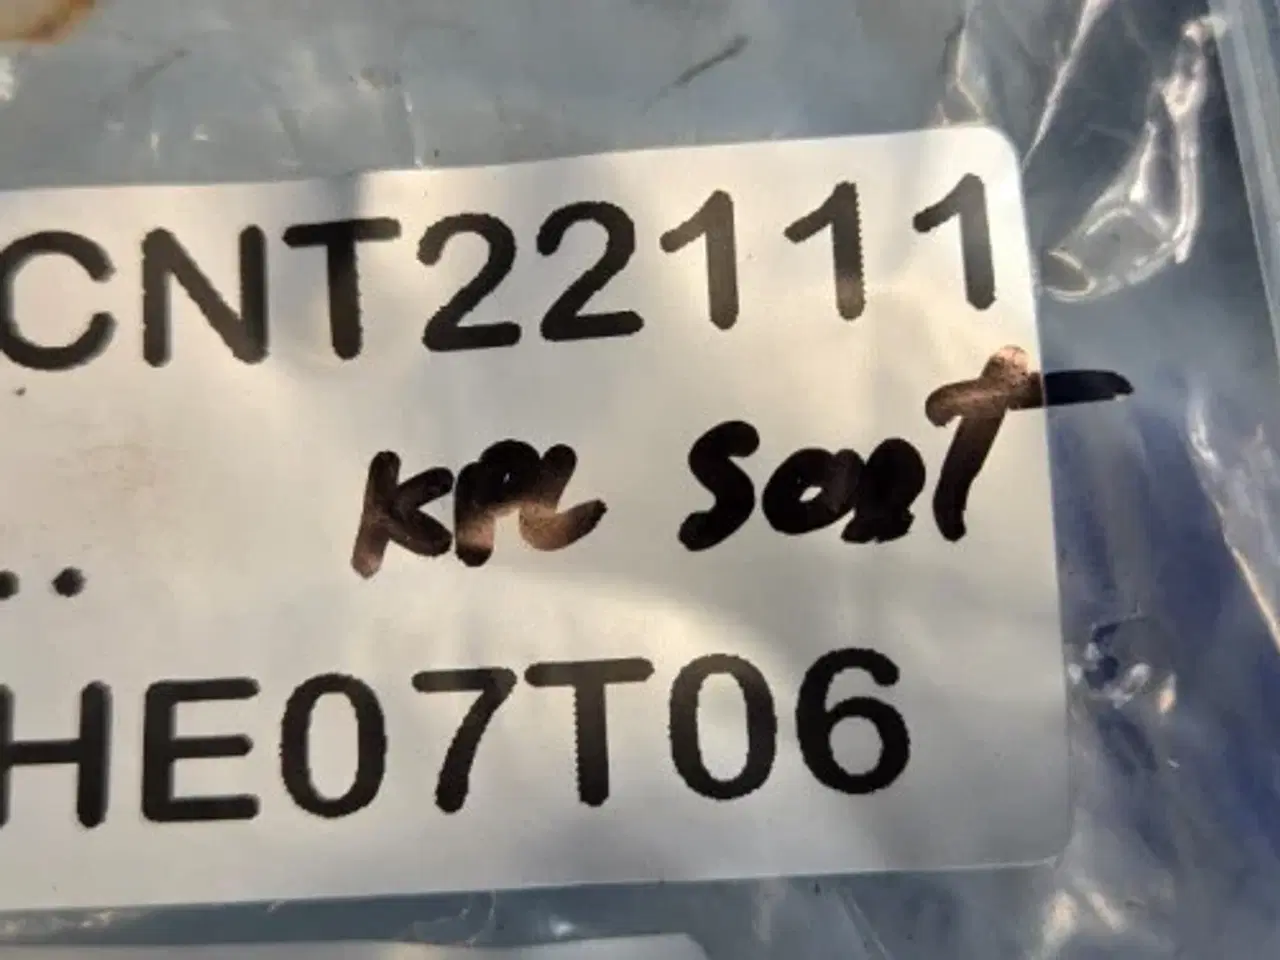 CNT22111
KPL SORT
..
HE07T06